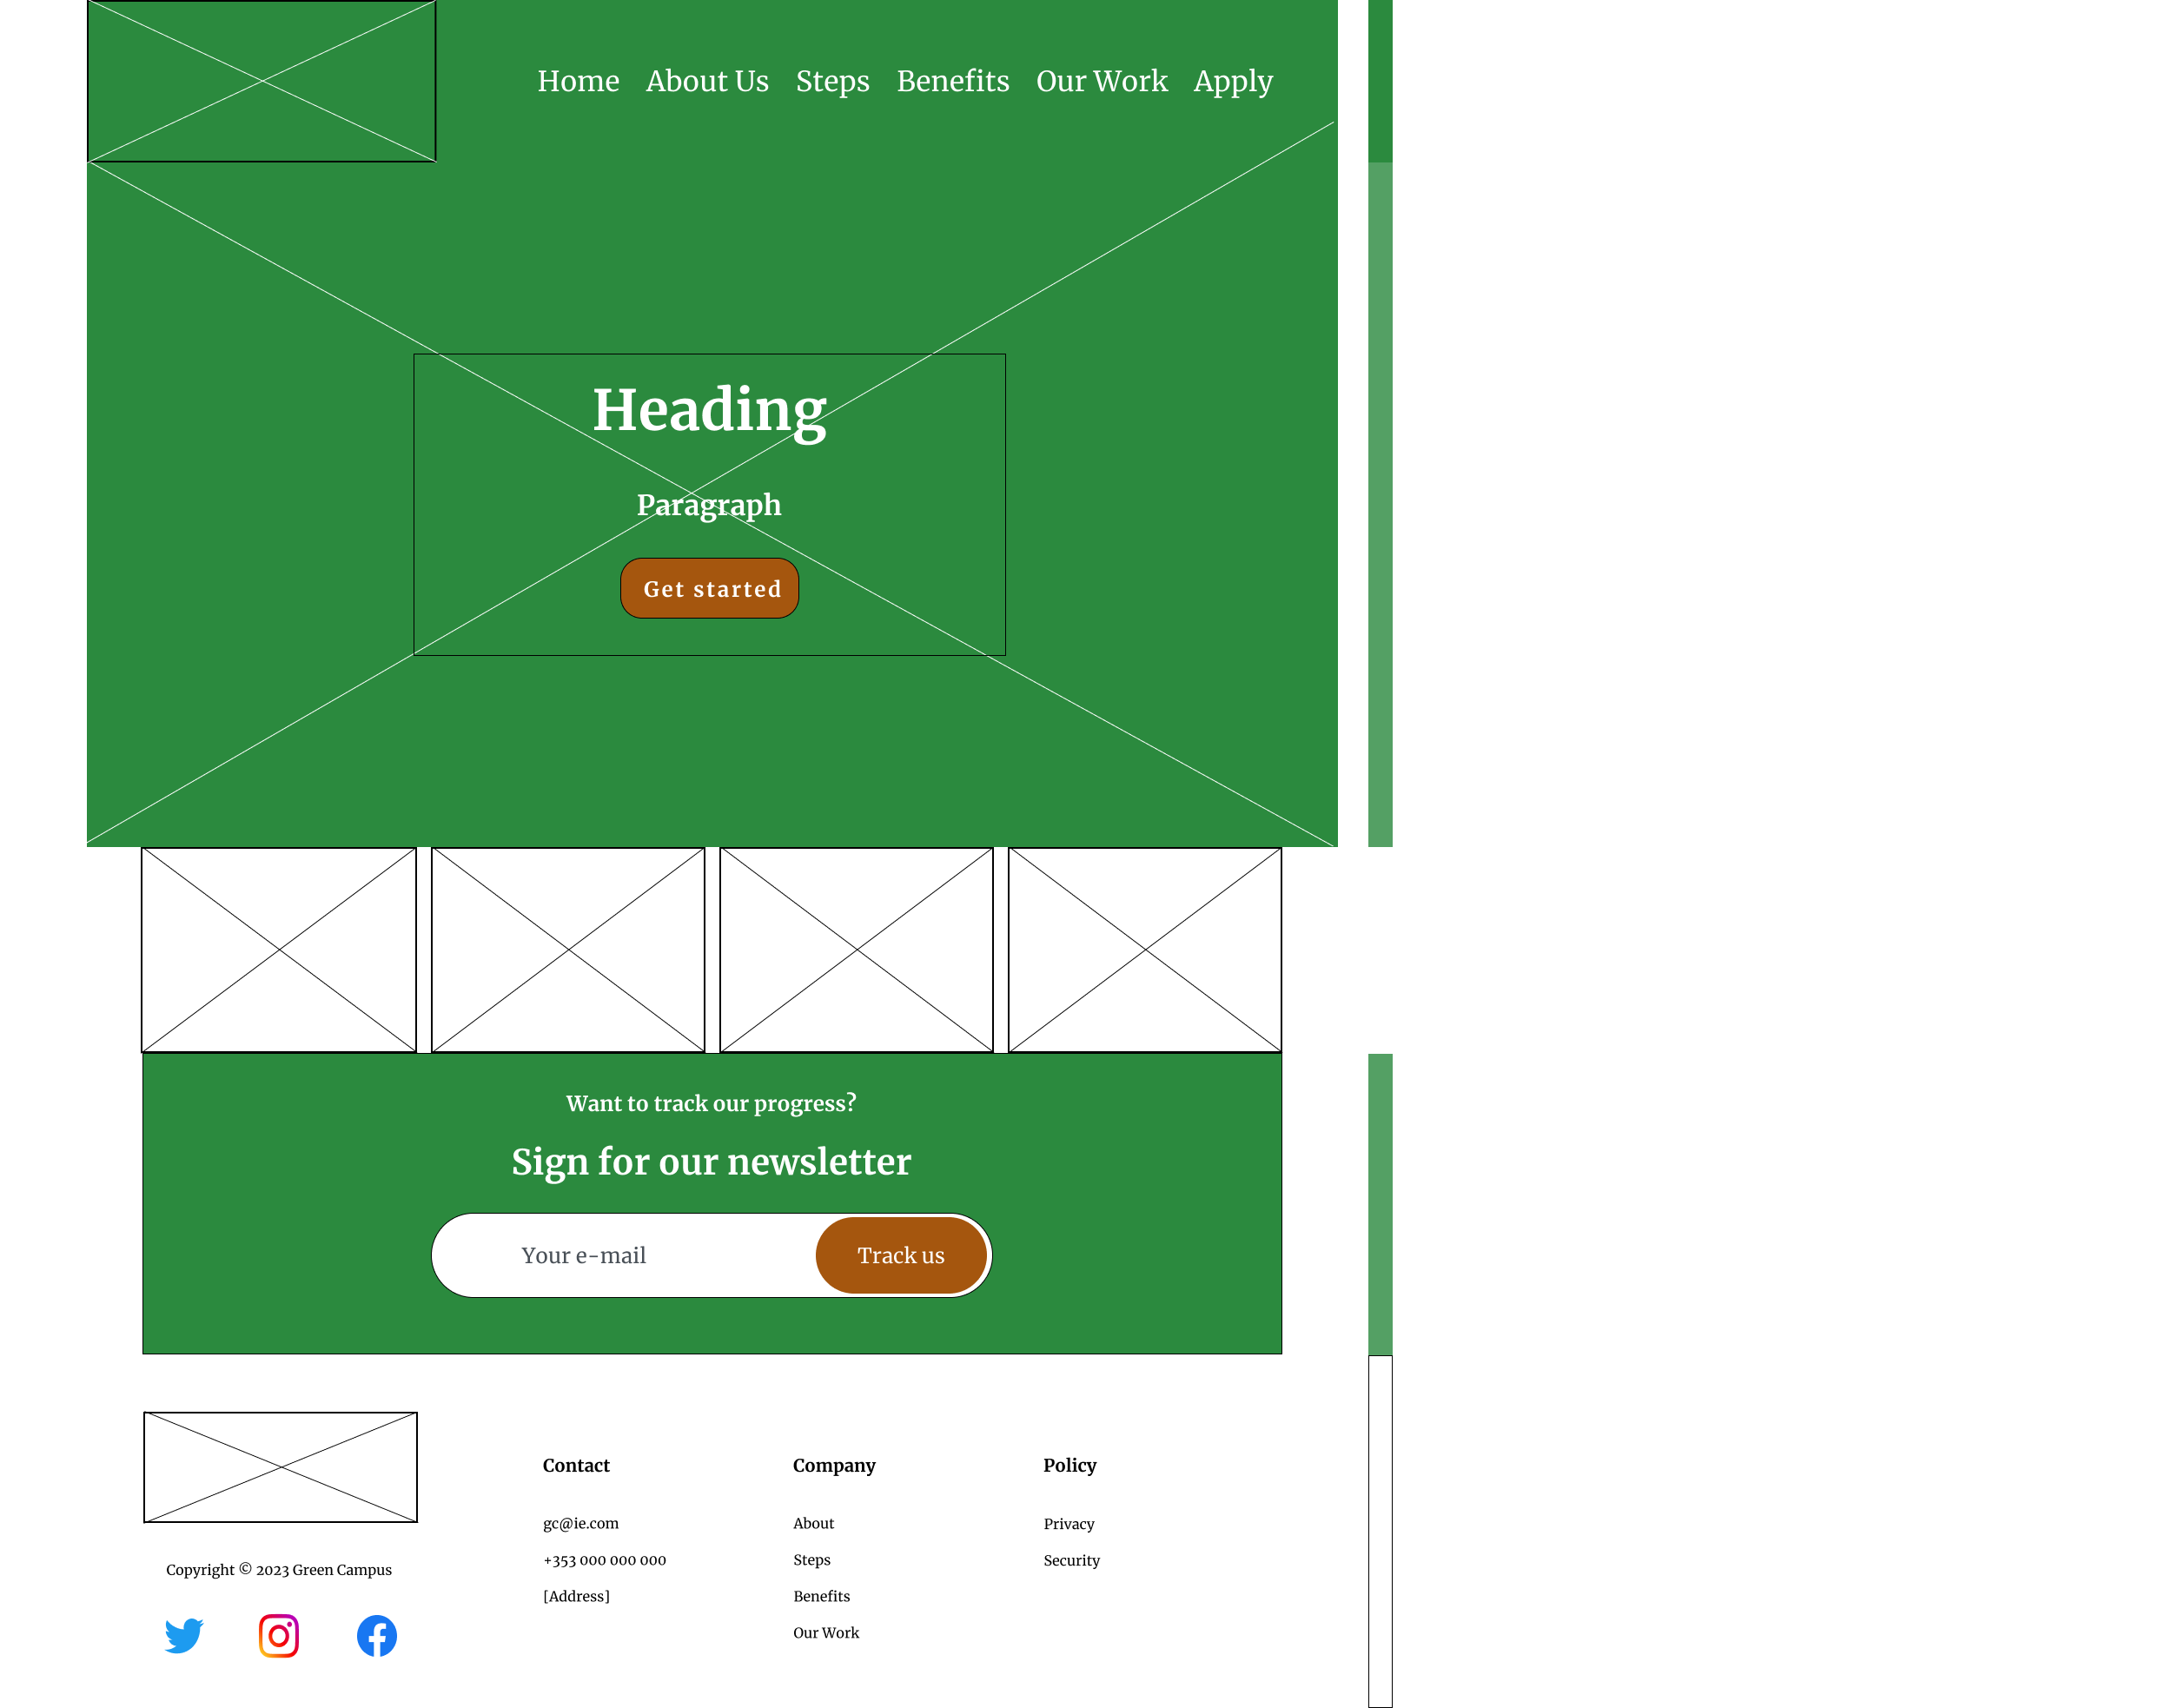 Home About Us Steps Benefits Our Work Apply
Heading
Paragraph
Get started
Want to track our progress?
Sign for our newsletter
Your e-mail Track us
Contact
gc@ie.com
+353 000 000 000
[Address]
Company
About
Steps
Benefits
Our Work
Policy
Privacy
Security
Copyright © 2023 Green Campus